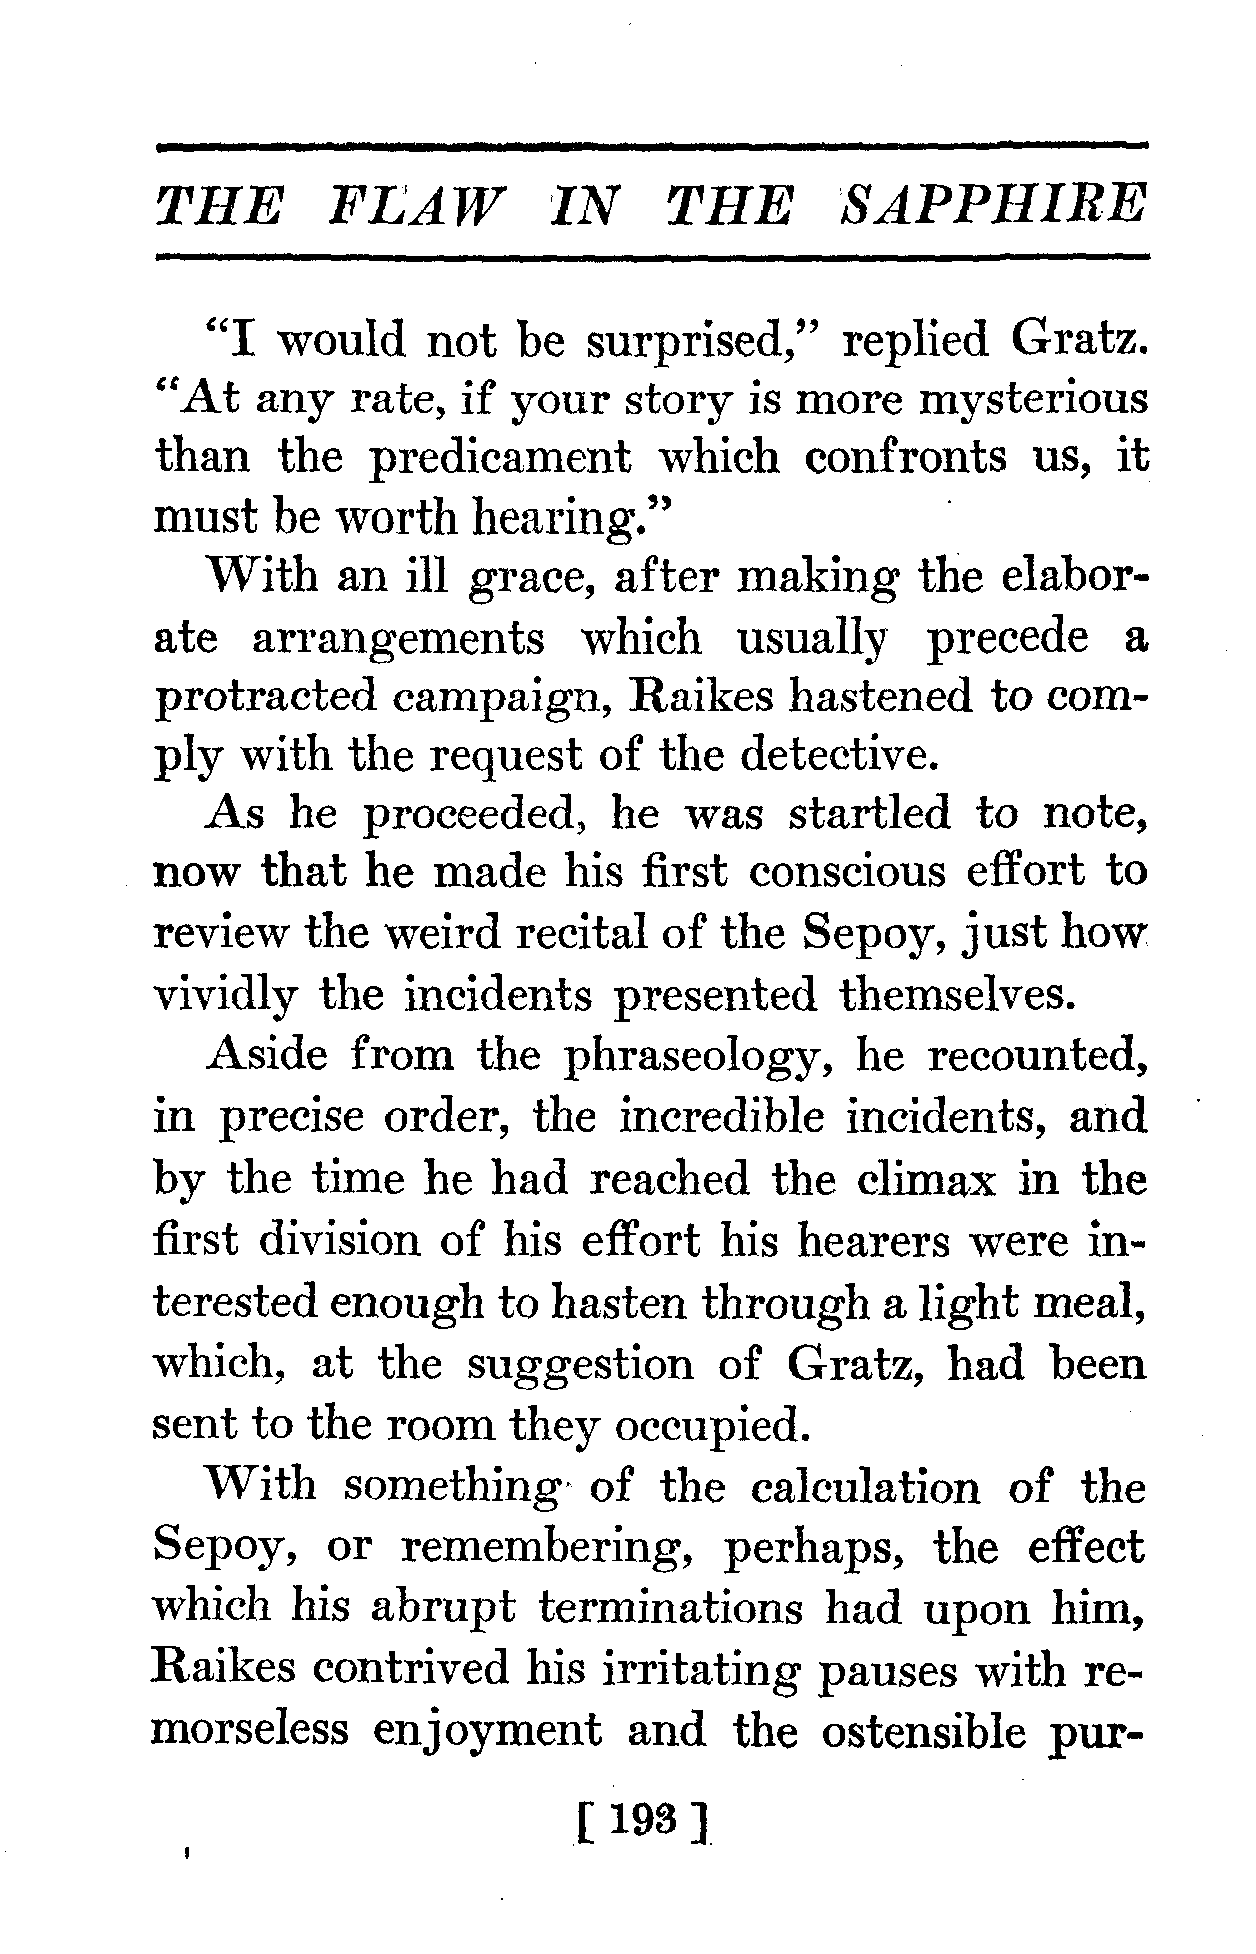 THE FLAW IN THE SAPPHIRE
"I would not be surprised," replied Gratz.
"At any rate, if your story is more mysterious
than the predicament which confronts us, it
must be worth hearing."
With an ill grace, after making the elabor-
ate arrangements which usually precede a
protracted campaign, Raikes hastened to com-
ply with the request of the detective.
As he proceeded, he was startled to note,
now that he made his first conscious effort to
review the weird recital of the Sepoy, just how
vividly the incidents presented themselves.
Aside from the phraseology, he recounted,
in precise order, the incredible incidents, and
by the time he had reached the climax in the
first division of his effort his hearers were in-
terested enough to hasten through a light meal,
which, at the suggestion of Gratz, had been
sent to the room they occupied.
With something of the calculation of the
Sepoy, or remembering, perhaps, the effect
which his abrupt terminations had upon him,
Raikes contrived his irritating pauses with re-
morseless enjoyment and the ostensible pur-
[ 193 ]